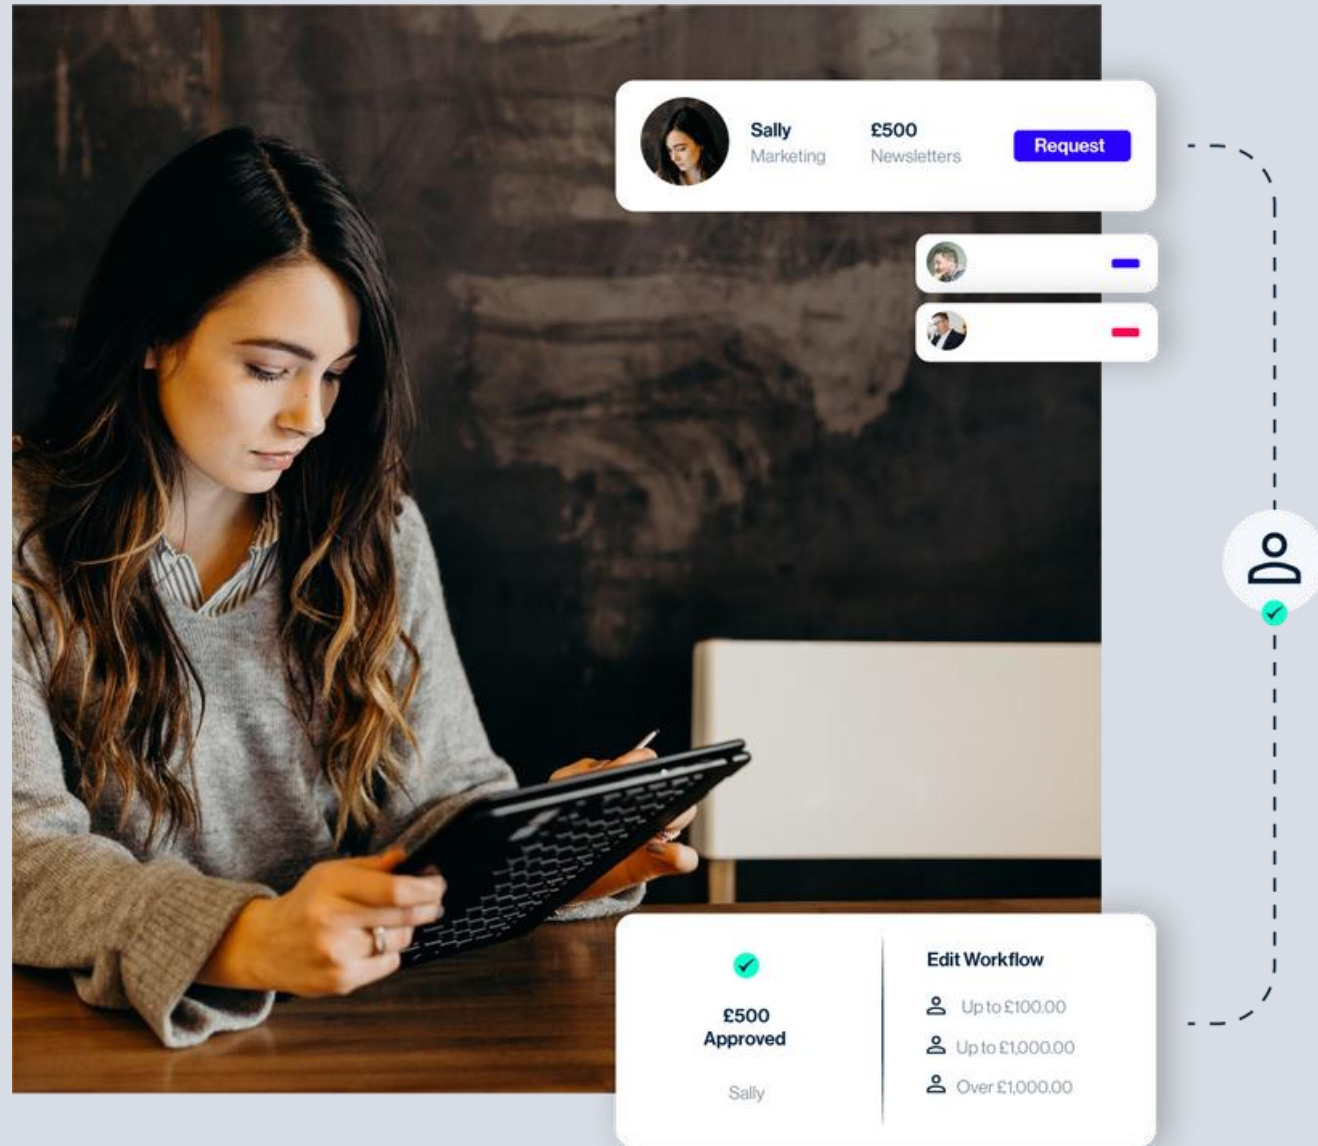 Sally
£500
Request
Marketing
Newsletters
£500
Approved
Sally
Edit Workflow
Up to £100.00
Up to £1,000.00
Over £1,000.00